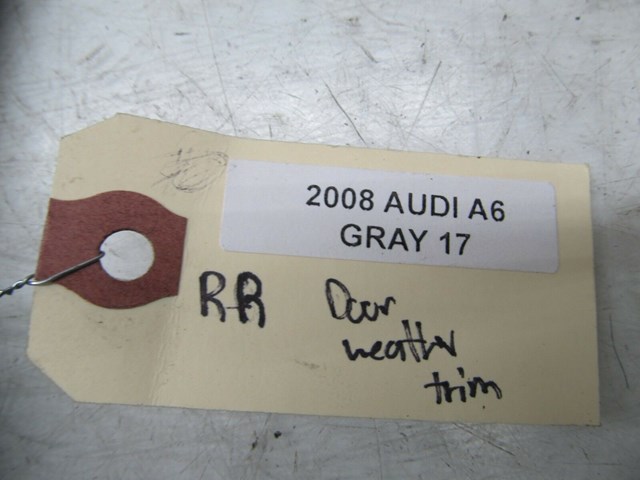 2008 AUDI A6
GRAY 17
RR Door
weather
trim